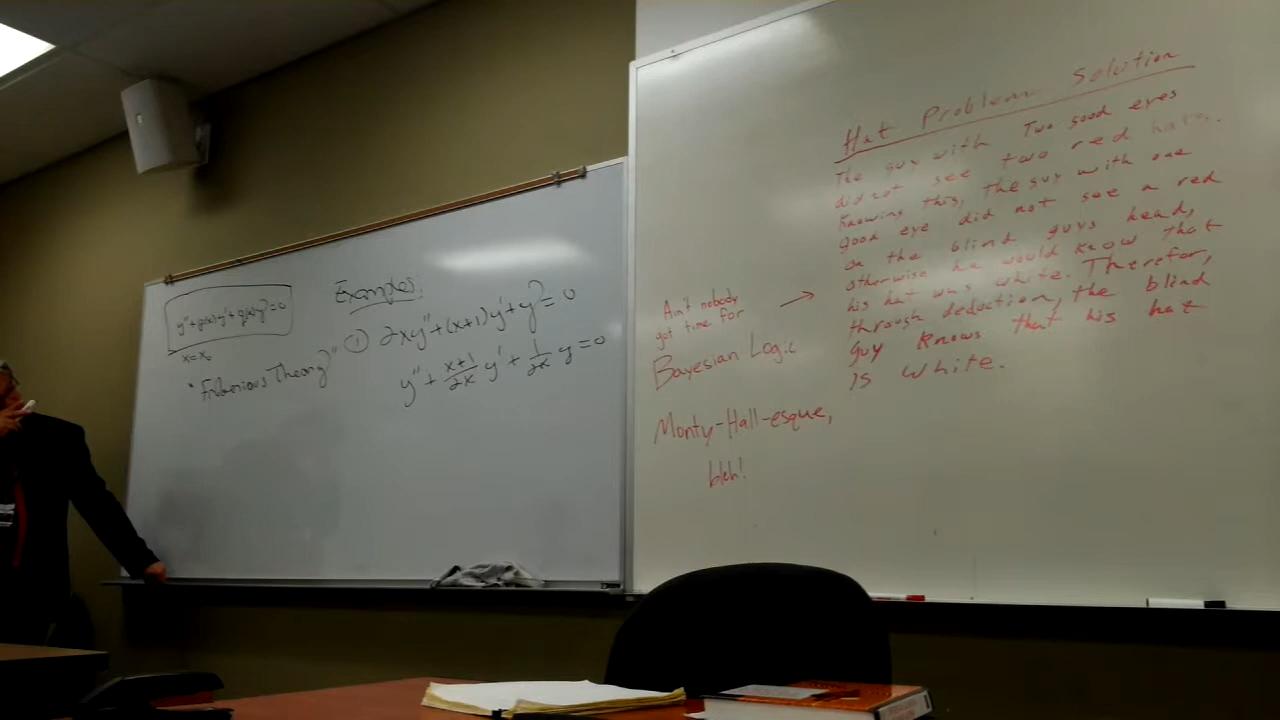 y''+p(x)y'+q(x)y=0
x=x₀
"Frobenious Theory"
Examples:
① 2xy''+(x+1)y'+y=0
y''+ (x+1)/2x y' + 1/2x y=0
Ain't nobody
got time for
Bayesian Logic
Monty-Hall-esque,
bleh!
Hat Problem Solution
The guy with Two good eyes
did not see two red hats.
Knowing this, the guy with one
good eye did not see a red
on the blind guys head,
otherwise he would know that
his hat was white. Therefor,
through deduction, the blind
guy knows that his hat
is white.